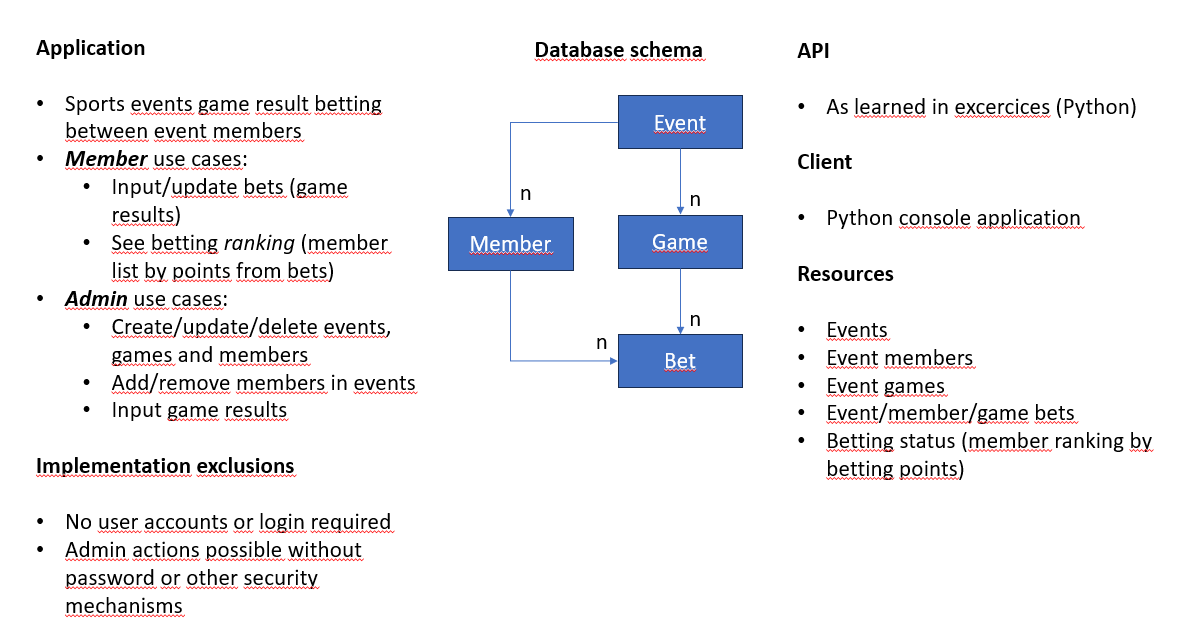 Application
• Sports events game result betting
between event members
• Member use cases:
• Input/update bets (game
results)
• See betting ranking (member
list by points from bets)
• Admin use cases:
• Create/update/delete events,
games and members
• Add/remove members in events
• Input game results
Implementation exclusions
• No user accounts or login required
• Admin actions possible without
password or other security
mechanisms
Database schema
Event
n
n
Member
Game
n
n
Bet
API
• As learned in excercices (Python)
Client
• Python console application
Resources
• Events
• Event members
• Event games
• Event/member/game bets
• Betting status (member ranking by
betting points)